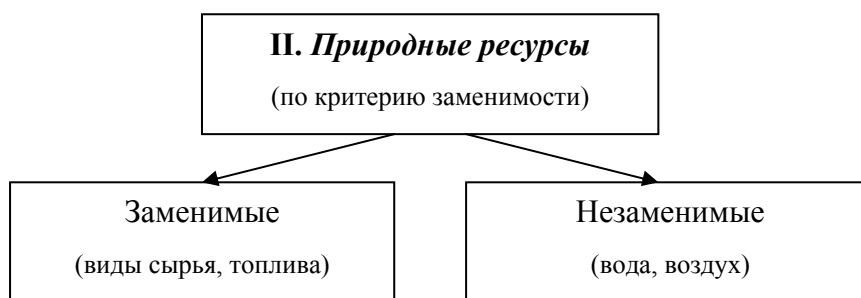 II. Природные ресурсы
(по критерию заменимости)
Заменимые
(виды сырья, топлива)
Незаменимые
(вода, воздух)